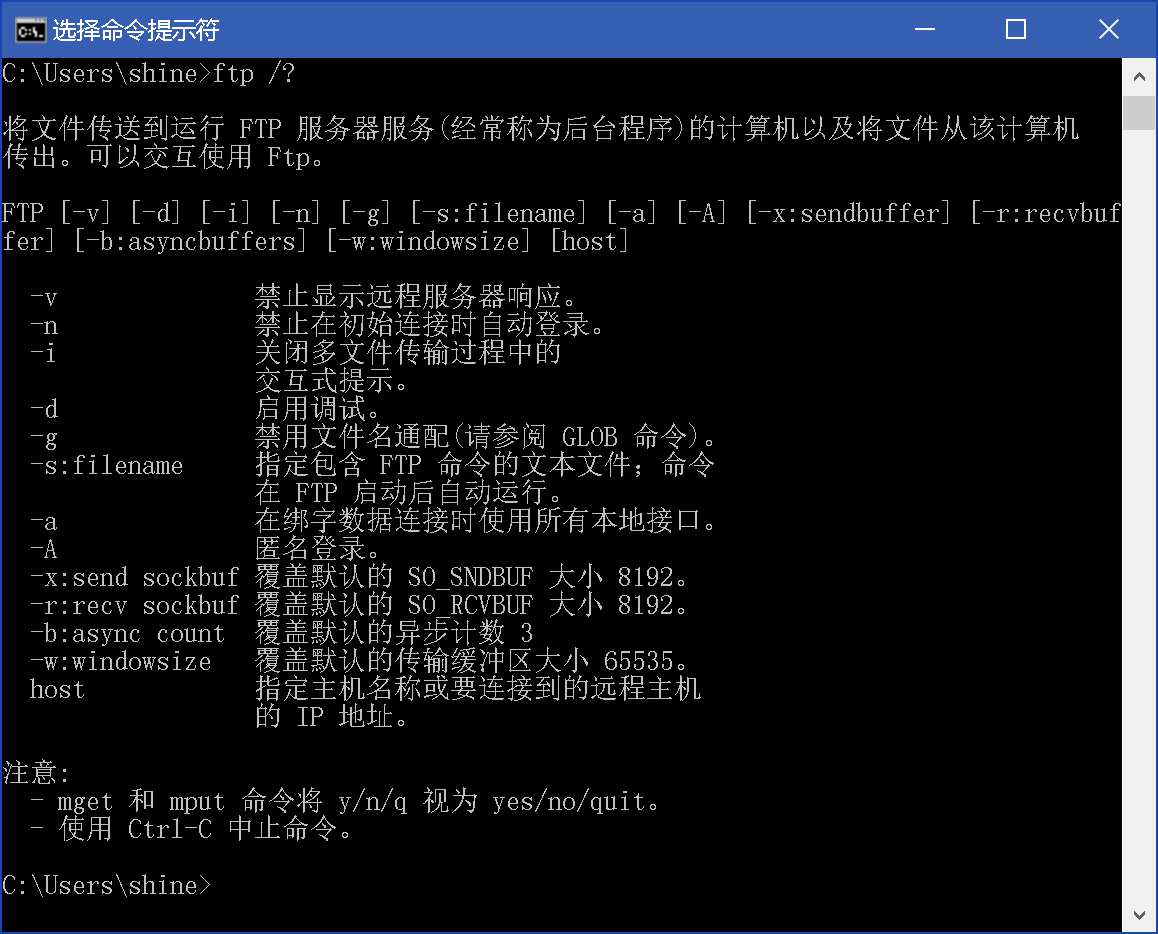 选择命令提示符
C:\Users\shine>ftp /?
将文件传送到运行 FTP 服务器服务(经常称为后台程序)的计算机以及将文件从该计算机
传出。可以交互使用 Ftp。
FTP [-v] [-d] [-i] [-n] [-g] [-s:filename] [-a] [-A] [-x:sendbuffer] [-r:recvbuf
fer] [-b:asyncbuffers] [-w:windowsize] [host]
-v 禁止显示远程服务器响应。
-n 禁止在初始连接时自动登录。
-i 关闭多文件传输过程中的
交互式提示。
-d 启用调试。
-g 禁用文件名通配(请参阅 GLOB 命令)。
-s:filename 指定包含 FTP 命令的文本文件；命令
在 FTP 启动后自动运行。
-a 在绑字数据连接时使用所有本地接口。
-A 匿名登录。
-x:send sockbuf 覆盖默认的 SO_SNDBUF 大小 8192。
-r:recv sockbuf 覆盖默认的 SO_RCVBUF 大小 8192。
-b:async count 覆盖默认的异步计数 3
-w:windowsize 覆盖默认的传输缓冲区大小 65535。
host 指定主机名称或要连接到的远程主机
的 IP 地址。
注意:
- mget 和 mput 命令将 y/n/q 视为 yes/no/quit。
- 使用 Ctrl-C 中止命令。
C:\Users\shine>